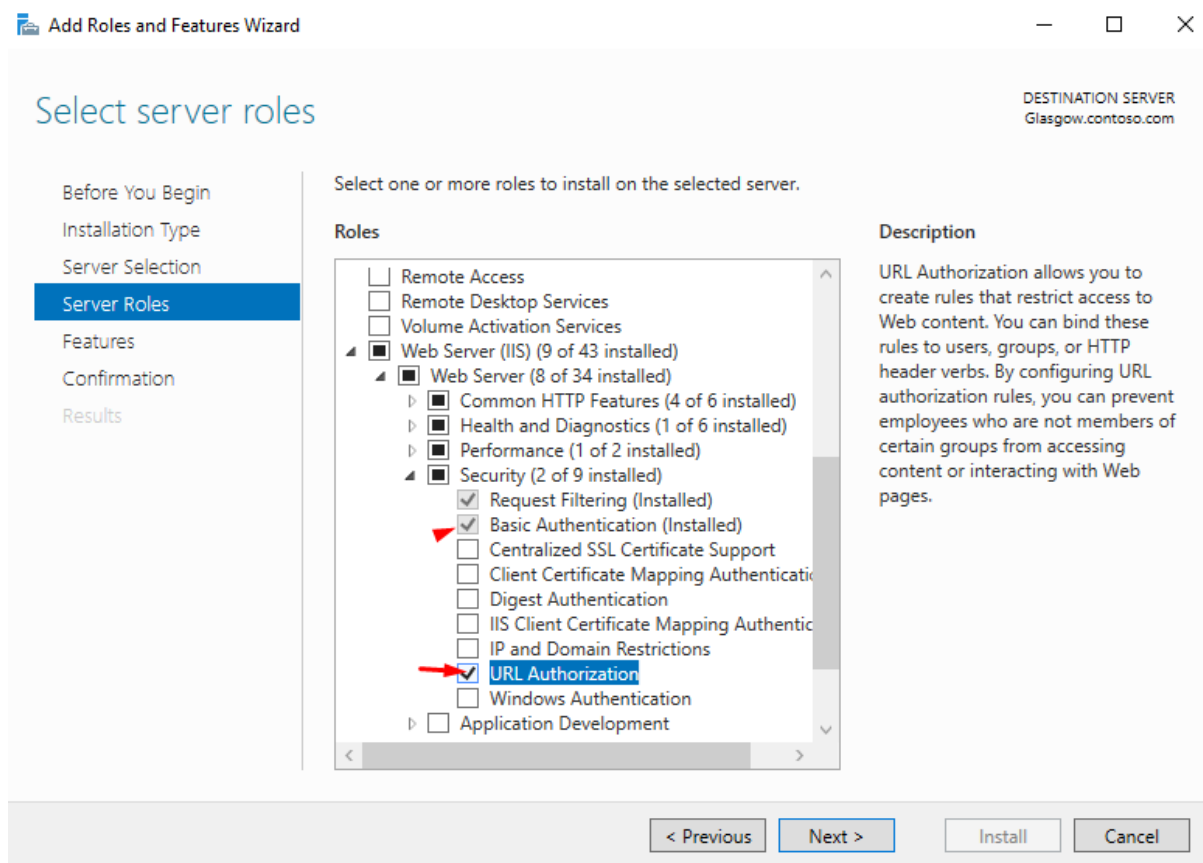 Add Roles and Features Wizard
Select server roles
DESTINATION SERVER
Glasgow.contoso.com
Before You Begin
Installation Type
Server Selection
Server Roles
Features
Confirmation
Results
Select one or more roles to install on the selected server.
Roles
Remote Access
Remote Desktop Services
Volume Activation Services
Web Server (IIS) (9 of 43 installed)
Web Server (8 of 34 installed)
Common HTTP Features (4 of 6 installed)
Health and Diagnostics (1 of 6 installed)
Performance (1 of 2 installed)
Security (2 of 9 installed)
Request Filtering (Installed)
Basic Authentication (Installed)
Centralized SSL Certificate Support
Client Certificate Mapping Authenticatic
Digest Authentication
IIS Client Certificate Mapping Authentic
IP and Domain Restrictions
URL Authorization
Windows Authentication
Application Development
Description
URL Authorization allows you to
create rules that restrict access to
Web content. You can bind these
rules to users, groups, or HTTP
header verbs. By configuring URL
authorization rules, you can prevent
employees who are not members of
certain groups from accessing
content or interacting with Web
pages.
< Previous
Next >
Install
Cancel